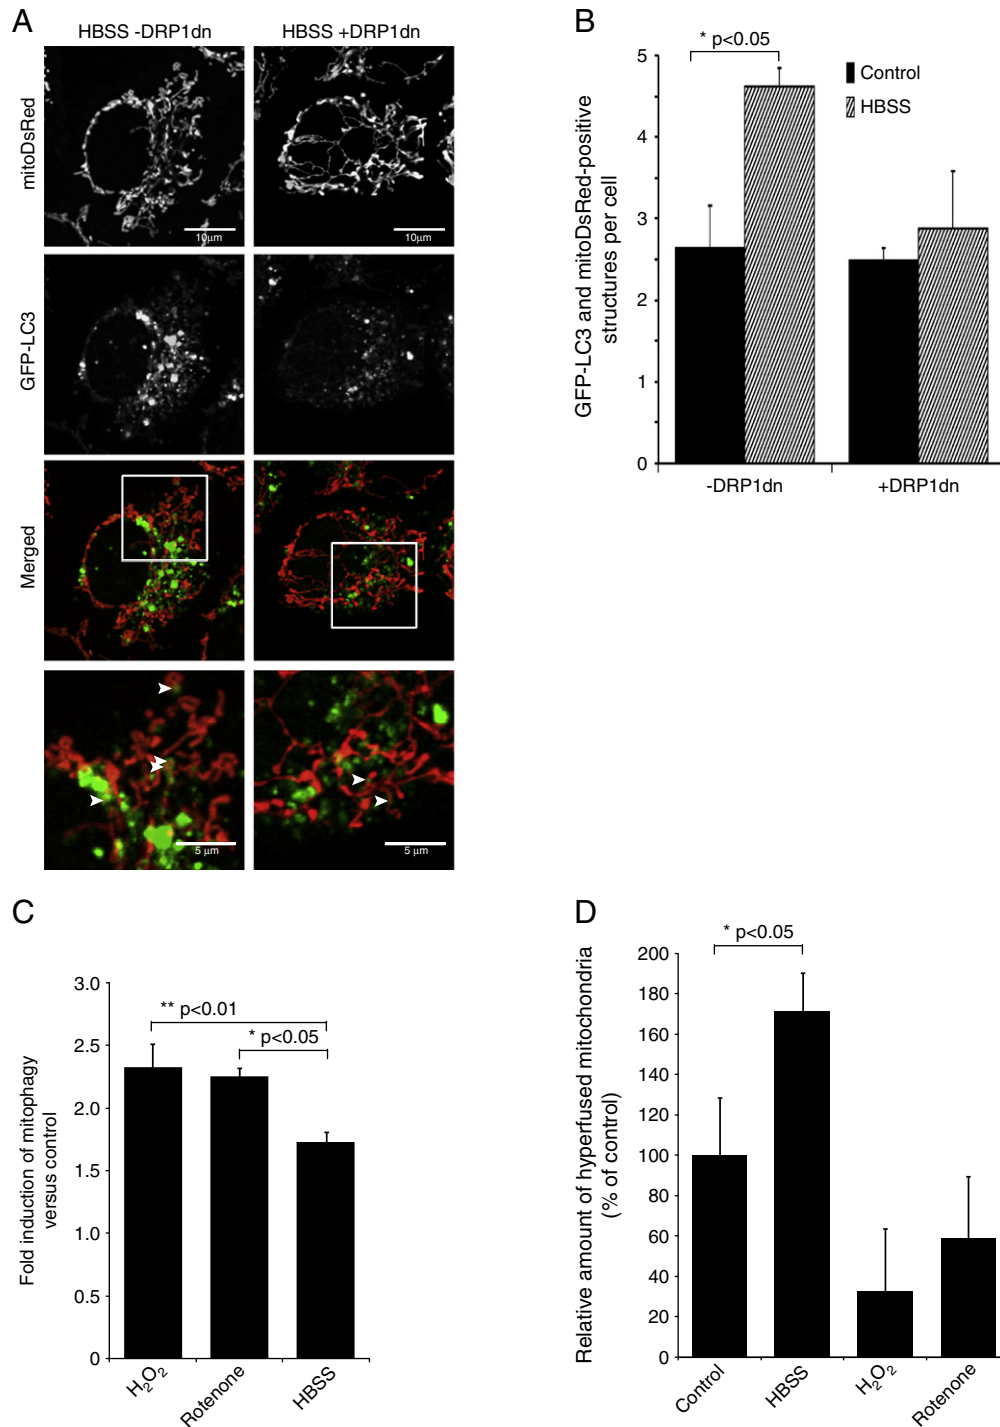 A
HBSS -DRP1dn
HBSS +DRP1dn
mitoDsRed
10µm
10µm
GFP-LC3
Merged
5 µm
5 µm
B
* p<0.05
Control
HBSS
GFP-LC3 and mitoDsRed-positive
structures per cell
5
4
3
2
1
0
-DRP1dn
+DRP1dn
C
Fold induction of mitophagy
versus control
3.0
2.5
2.0
1.5
1.0
0.5
0
** p<0.01
* p<0.05
H₂O₂
Rotenone
HBSS
D
Relative amount of hyperfused mitochondria
(% of control)
200
180
160
140
120
100
80
60
40
20
0
* p<0.05
Control
HBSS
H₂O₂
Rotenone